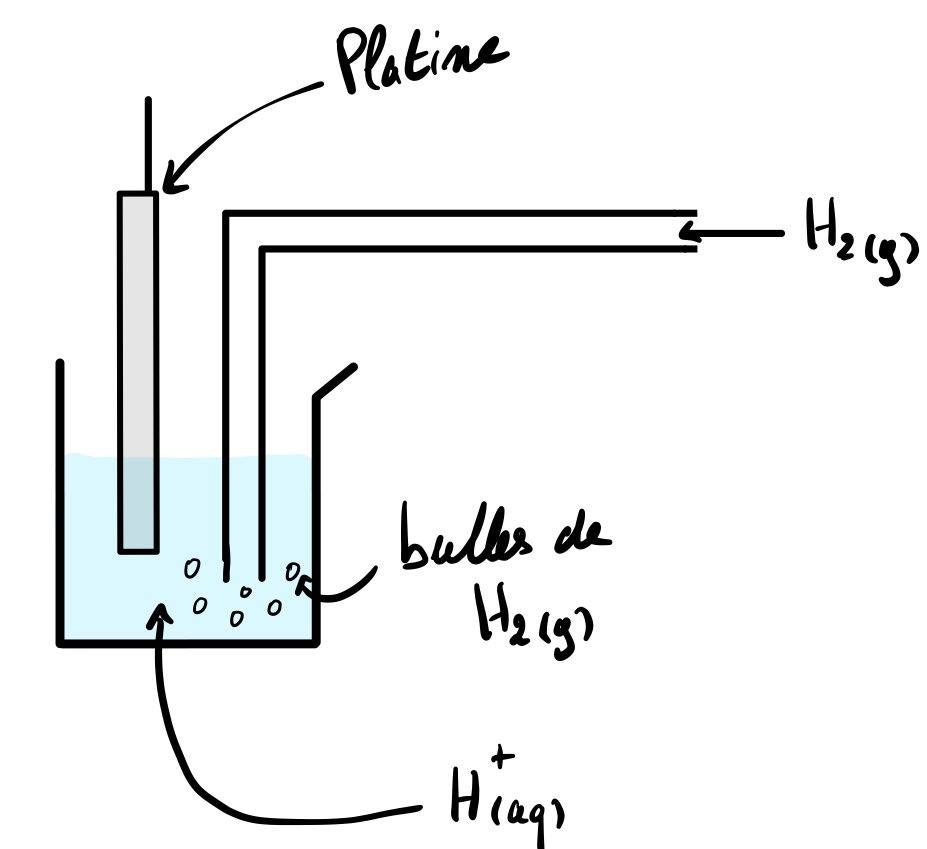 Platine
H₂(g)
bulles de
H₂(g)
H⁺(aq)